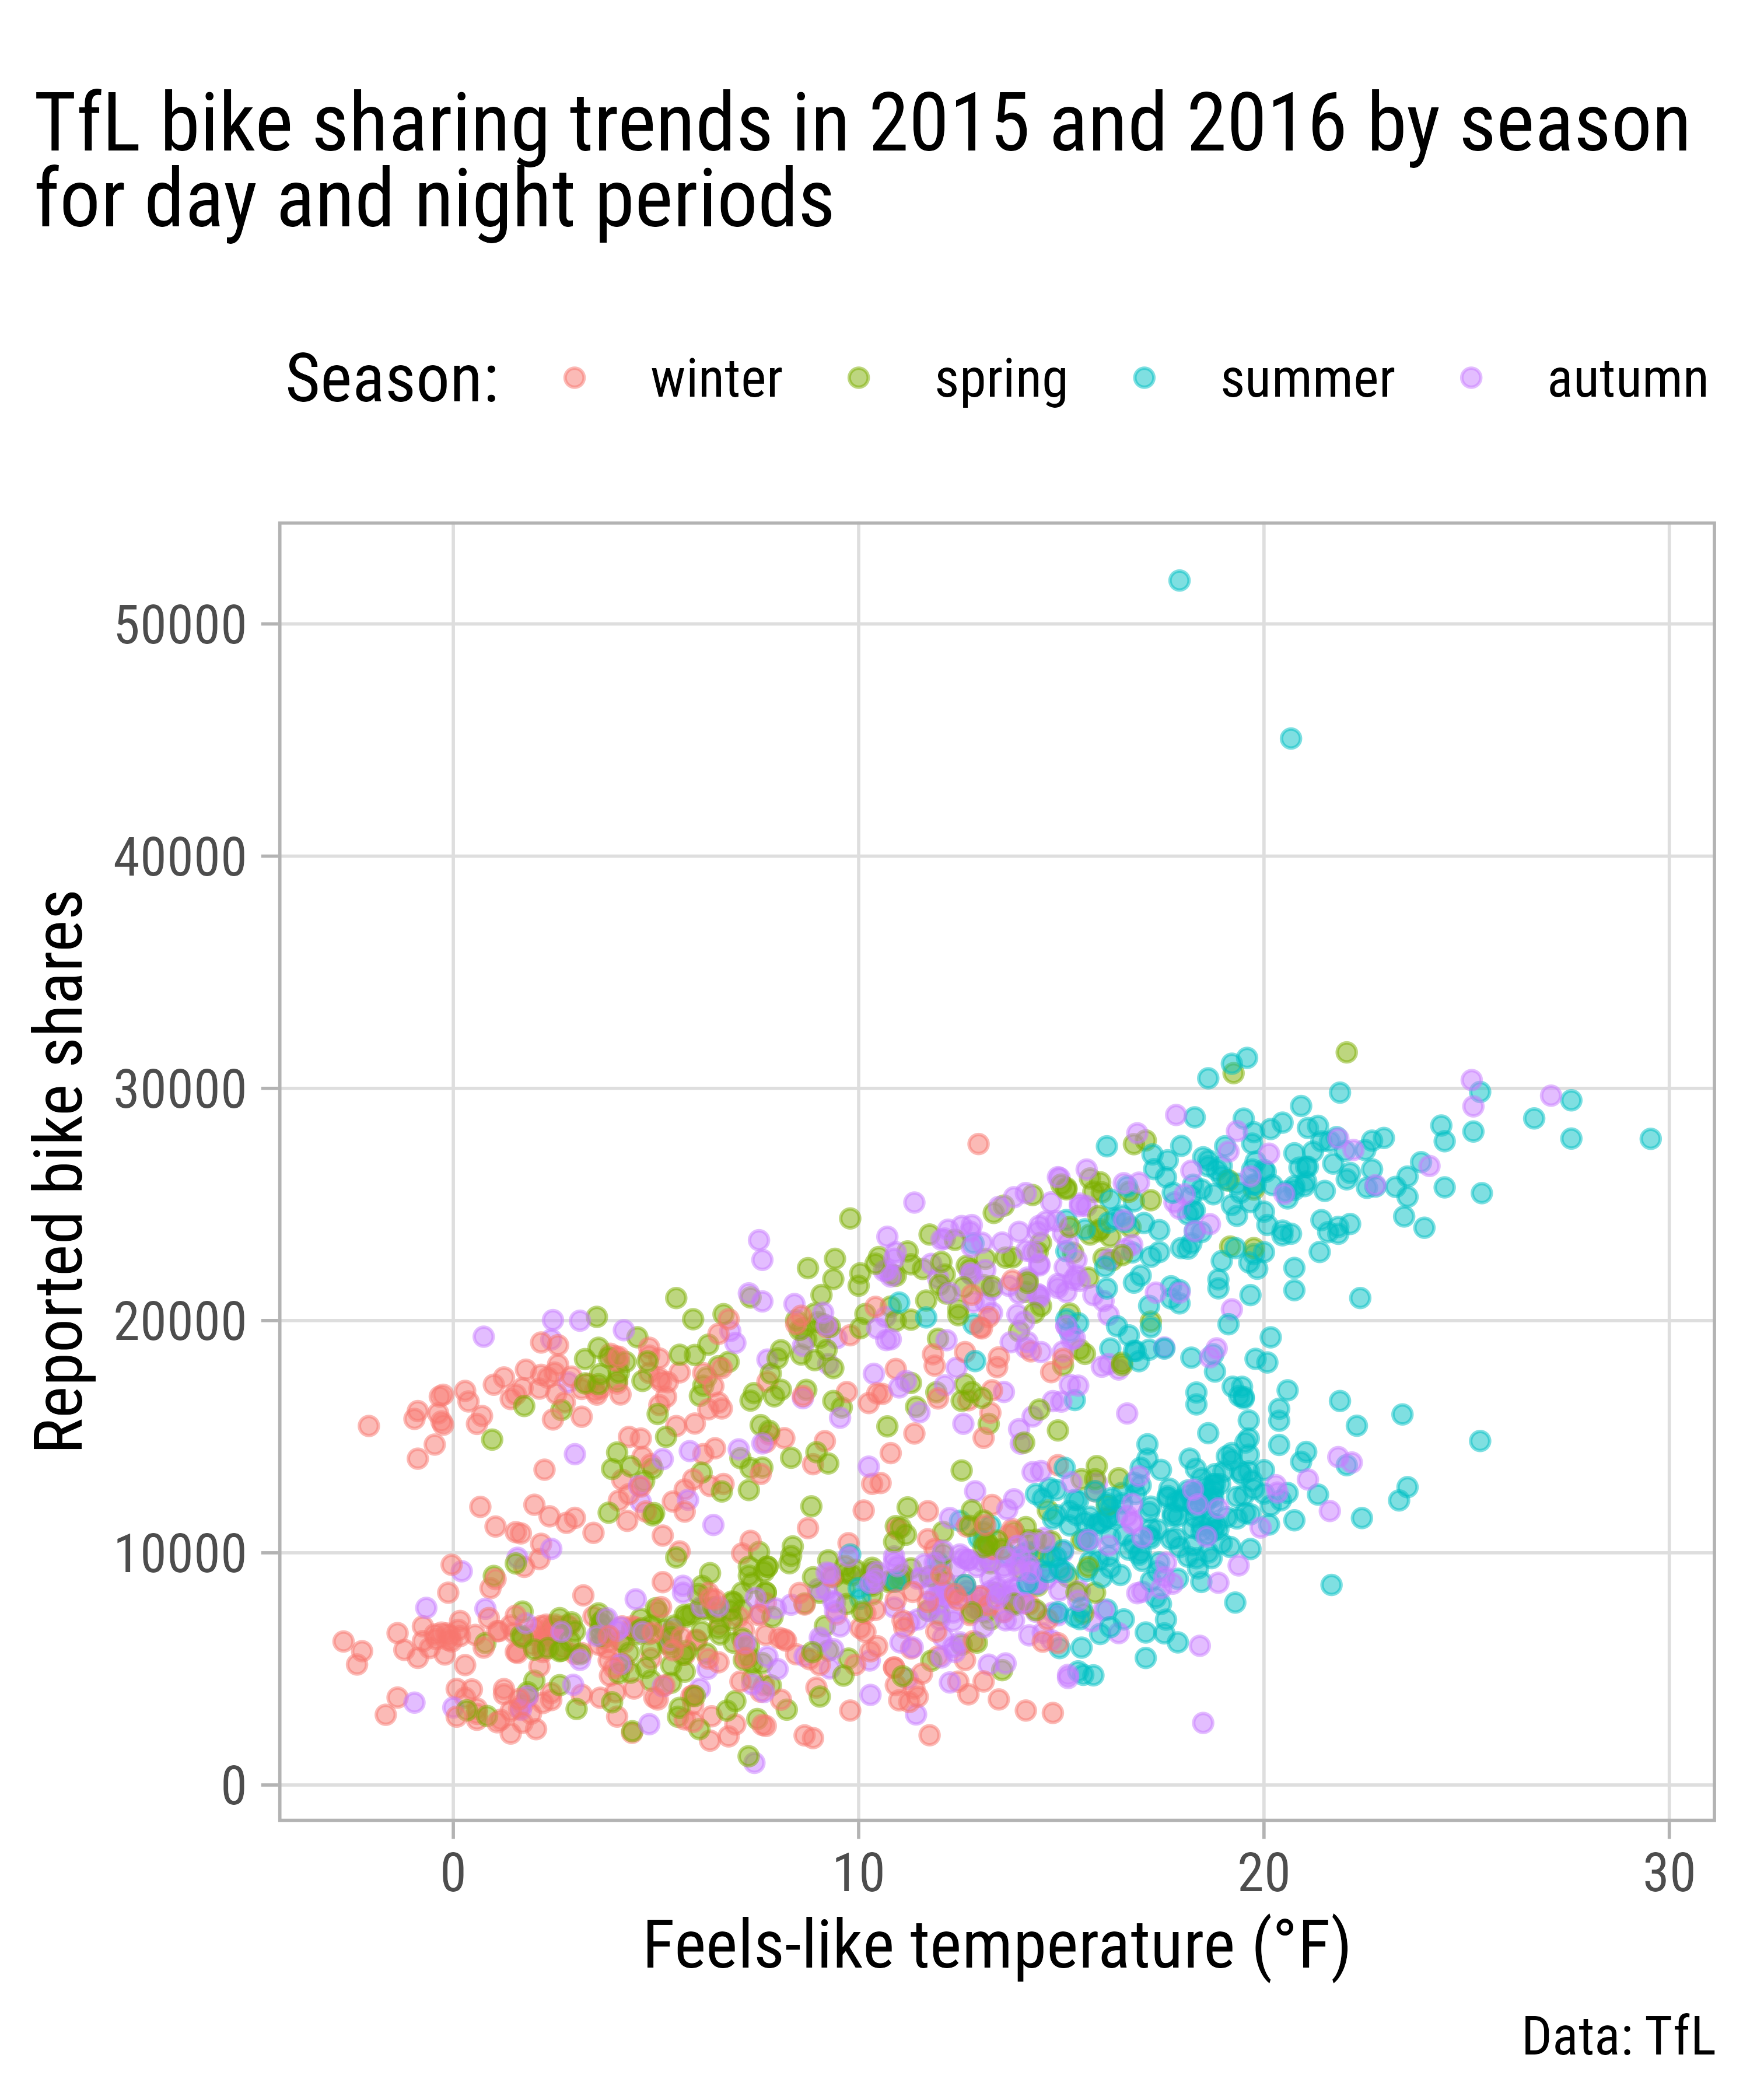 TfL bike sharing trends in 2015 and 2016 by season
for day and night periods
Season: winter spring summer autumn
Reported bike shares
50000
40000
30000
20000
10000
0
0 10 20 30
Feels-like temperature (°F)
Data: TfL